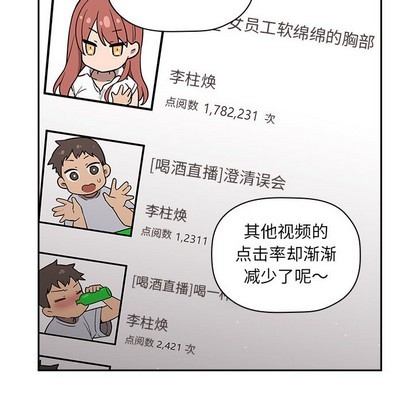 女员工软绵绵的胸部
李柱焕
点阅数 1,782,231 次
[喝酒直播]澄清误会
李柱焕
点阅数 1,2311
其他视频的
点击率却渐渐
减少了呢～
[喝酒直播]喝一
李柱焕
点阅数 2,421 次